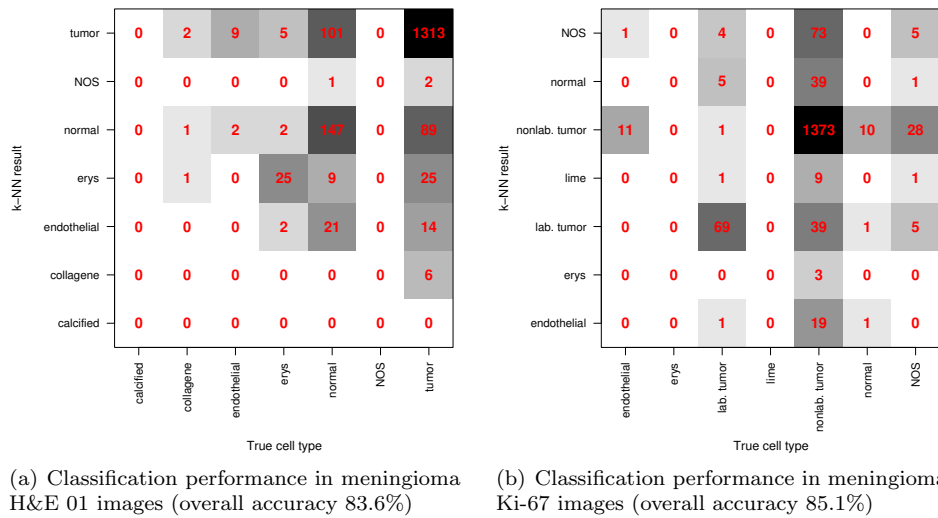 tumor 0 2 9 5 101 0 1313
NOS 0 0 0 0 1 0 2
normal 0 1 2 2 147 0 89
erys 0 1 0 25 9 0 25
endothelial 0 0 0 2 21 0 14
collagene 0 0 0 0 0 0 6
calcified 0 0 0 0 0 0 0
k−NN result
calcified collagene endothelial erys normal NOS tumor
True cell type
(a) Classification performance in meningioma
H&E 01 images (overall accuracy 83.6%)
NOS 1 0 4 0 73 0 5
normal 0 0 5 0 39 0 1
nonlab. tumor 11 0 1 0 1373 10 28
lime 0 0 1 0 9 0 1
lab. tumor 0 0 69 0 39 1 5
erys 0 0 0 0 3 0 0
endothelial 0 0 1 0 19 1 0
k−NN result
endothelial erys lab. tumor lime nonlab. tumor normal NOS
True cell type
(b) Classification performance in meningioma
Ki-67 images (overall accuracy 85.1%)